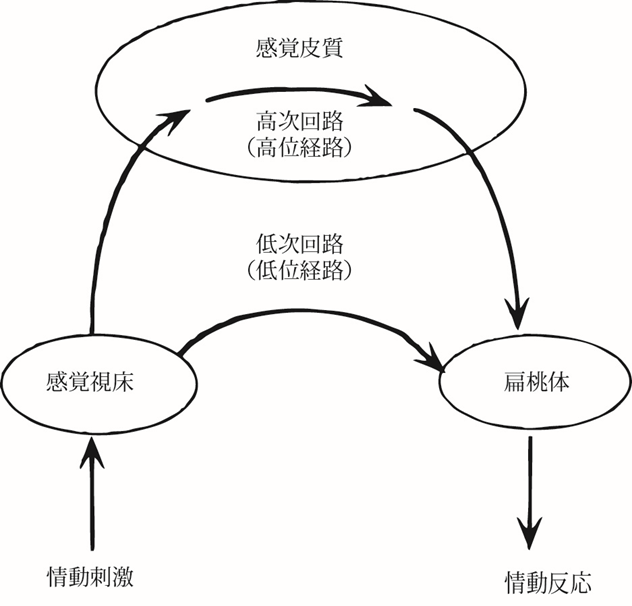 感覚皮質
高次回路
（高位経路）
低次回路
（低位経路）
感覚視床
扁桃体
情動刺激
情動反応